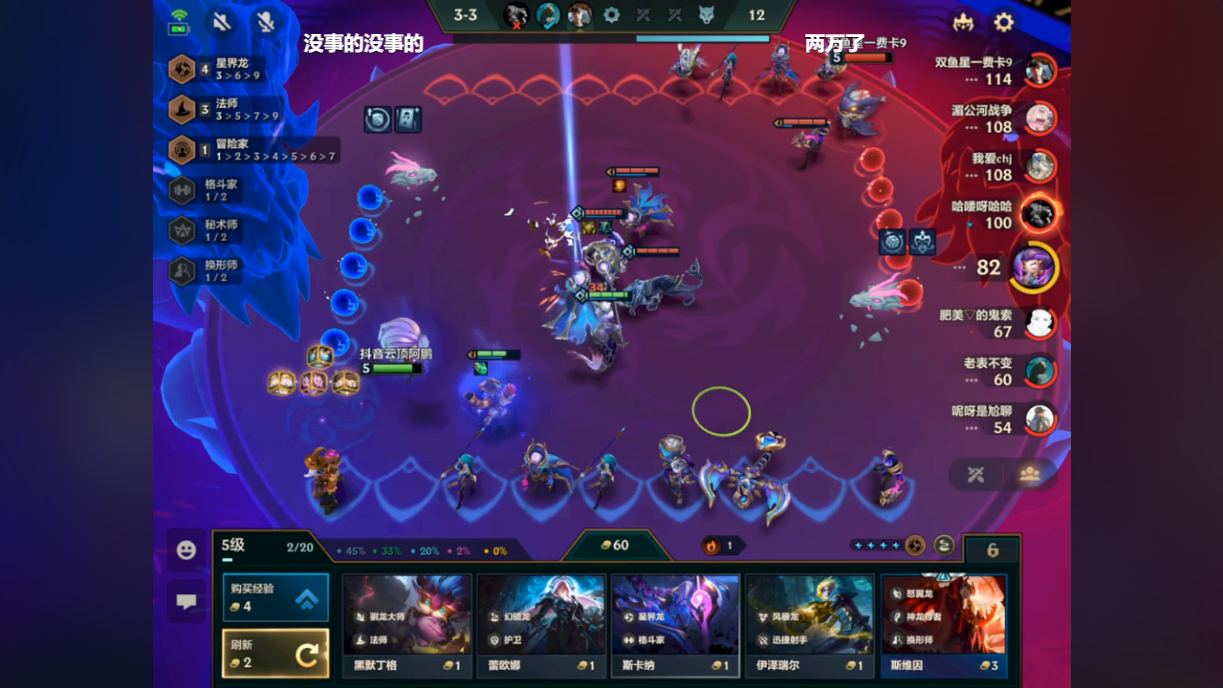 3-3
12
没事的没事的
两万了
4 星界龙
3 > 6 > 9
3 法师
3 > 5 > 7 > 9
1 冒险家
1 > 2 > 3 > 4 > 5 > 6 > 7
格斗家
1 / 2
秘术师
1 / 2
换形师
1 / 2
双鱼星一费卡9
114
湄公河战争
108
我爱chj
108
哈喽呀哈哈
100
82
肥美▽的鬼索
67
老表不变
60
呢呀是尬聊
54
星一费卡9
5
34
抖音云顶阿鹏
5
5级
2/20
45% 33% 20% 2% 0%
60
1
6
购买经验
4
刷新
2
驯龙大师
法师
黑默丁格 1
幻镜龙
护卫
蕾欧娜 1
星界龙
格斗家
斯卡纳 1
风暴龙
迅捷射手
伊泽瑞尔 1
怒翼龙
神龙尊者
换形师
斯维因 3